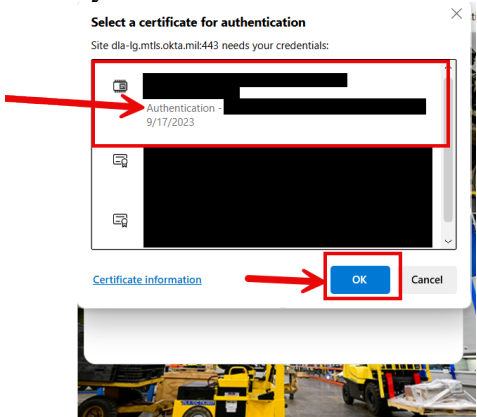 Select a certificate for authentication
Site dla-lg.mtls.okta.mil:443 needs your credentials:
Authentication -
9/17/2023
Certificate information
OK
Cancel